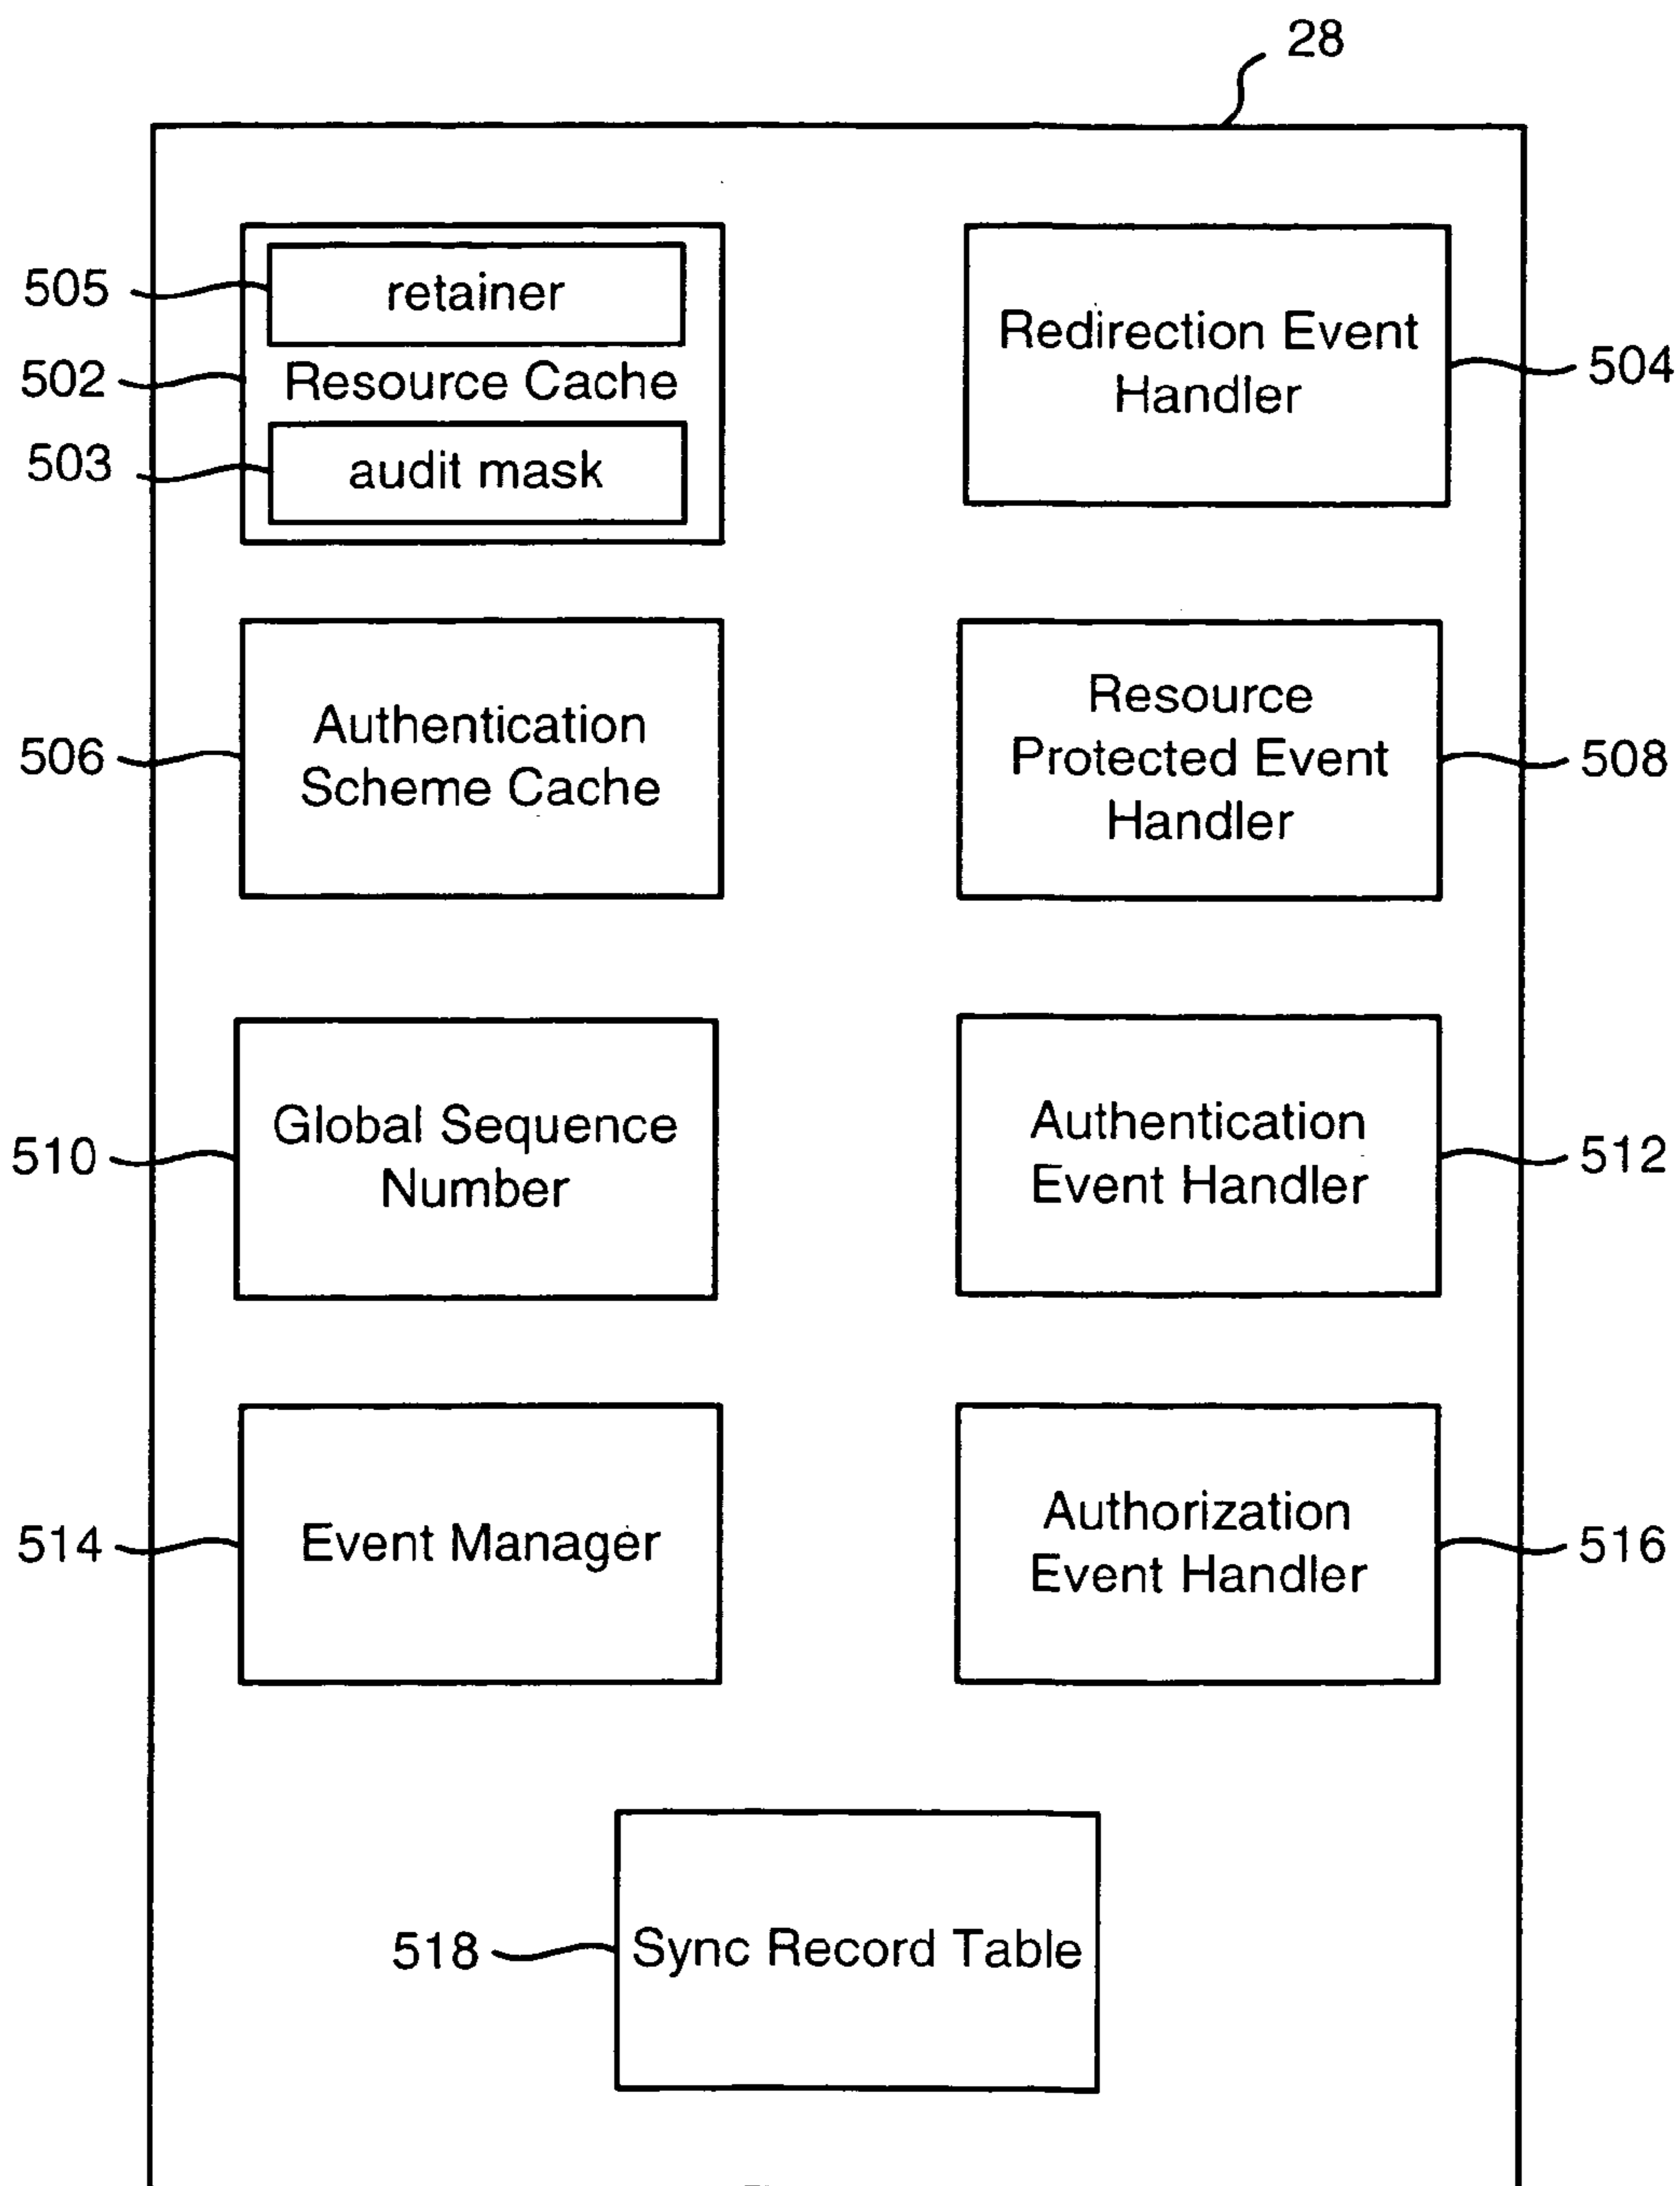 28
505
retainer
502
Resource Cache
503
audit mask
Redirection Event
Handler
504
506
Authentication
Scheme Cache
Resource
Protected Event
Handler
508
510
Global Sequence
Number
Authentication
Event Handler
512
514
Event Manager
Authorization
Event Handler
516
518
Sync Record Table